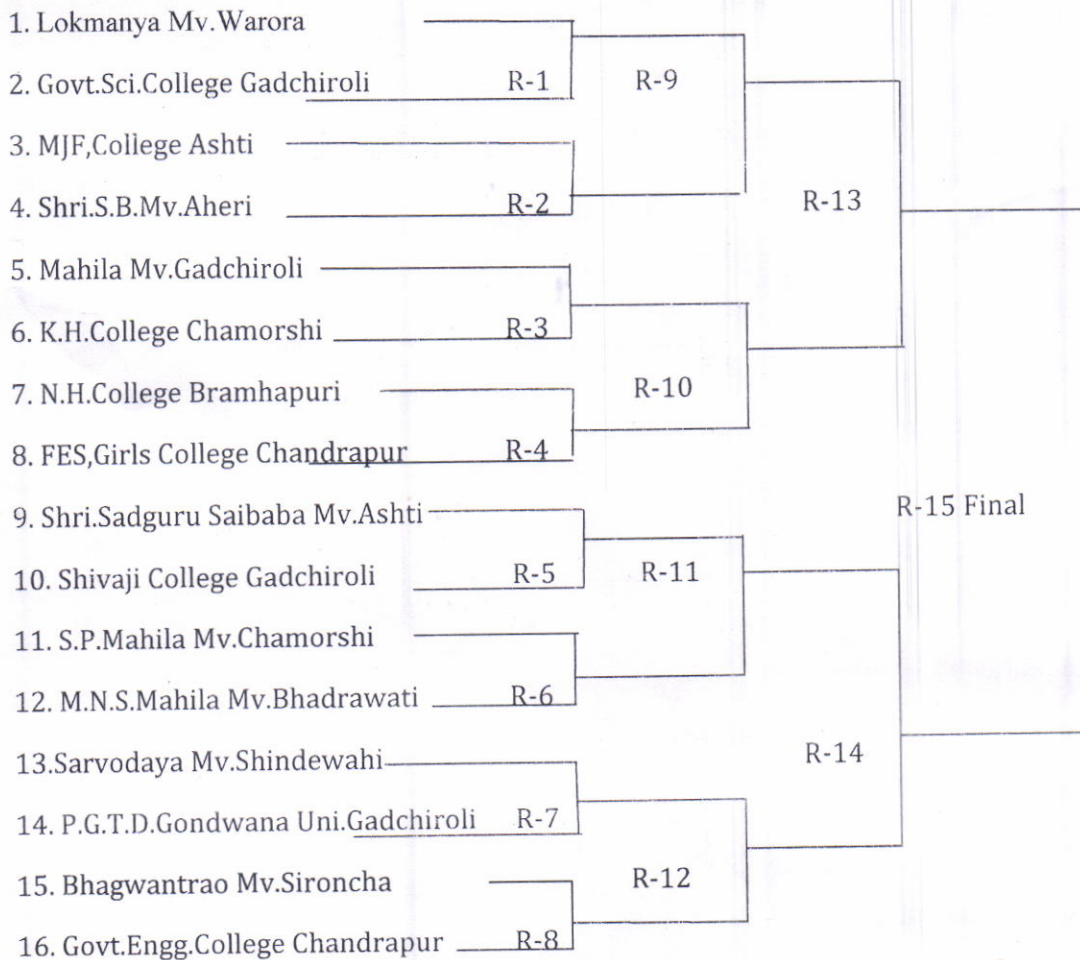 1. Lokmanya Mv.Warora
2. Govt.Sci.College Gadchiroli R-1 R-9
3. MJF,College Ashti
4. Shri.S.B.Mv.Aheri R-2 R-13
5. Mahila Mv.Gadchiroli
6. K.H.College Chamorshi R-3
7. N.H.College Bramhapuri R-10
8. FES,Girls College Chandrapur R-4
9. Shri.Sadguru Saibaba Mv.Ashti R-15 Final
10. Shivaji College Gadchiroli R-5 R-11
11. S.P.Mahila Mv.Chamorshi
12. M.N.S.Mahila Mv.Bhadrawati R-6
13.Sarvodaya Mv.Shindewahi R-14
14. P.G.T.D.Gondwana Uni.Gadchiroli R-7
15. Bhagwantrao Mv.Sironcha R-12
16. Govt.Engg.College Chandrapur R-8